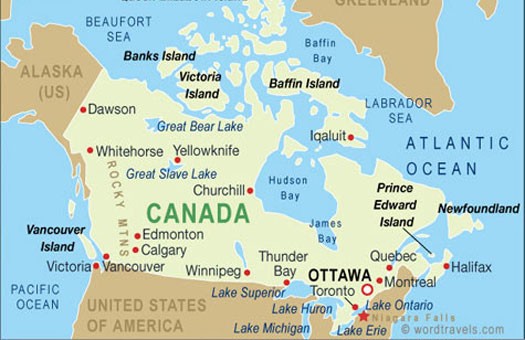 GREENLAND
BEAUFORT
SEA
Banks Island
Baffin
Bay
Victoria
Island
Baffin Island
ALASKA
(US)
LABRADOR
SEA
Dawson
Great Bear Lake
Iqaluit
ATLANTIC
OCEAN
Whitehorse
Yellowknife
Great Slave Lake
Churchill
Hudson
Bay
Prince
Edward
Island
Newfoundland
ROCKY MTNS
CANADA
James
Bay
Vancouver
Island
Edmonton
Calgary
Victoria
Vancouver
Winnipeg
Thunder
Bay
OTTAWA
Quebec
Halifax
Montreal
Toronto
PACIFIC
OCEAN
Lake Superior
Lake Huron
Lake Ontario
Niagara Falls
UNITED STATES
OF AMERICA
Lake Michigan
Lake Erie
© wordtravels.com